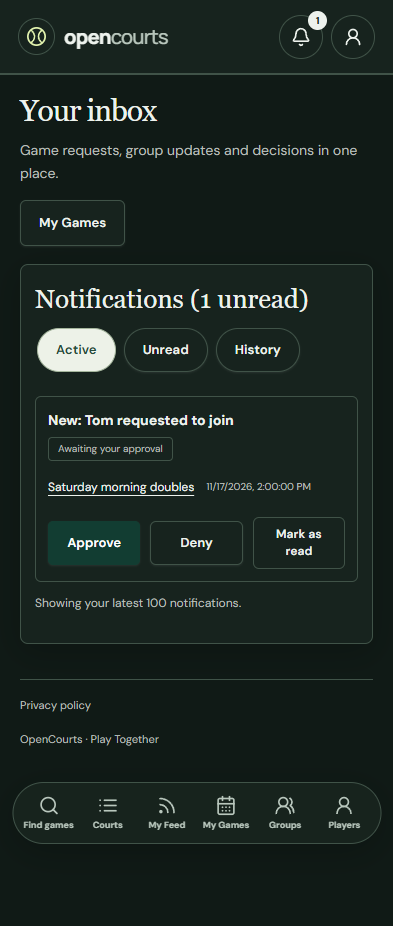 opencourts
1
Your inbox
Game requests, group updates and decisions in one
place.
My Games
Notifications (1 unread)
Active
Unread
History
New: Tom requested to join
Awaiting your approval
Saturday morning doubles 11/17/2026, 2:00:00 PM
Approve
Deny
Mark as
read
Showing your latest 100 notifications.
Privacy policy
OpenCourts · Play Together
Find games
Courts
My Feed
My Games
Groups
Players